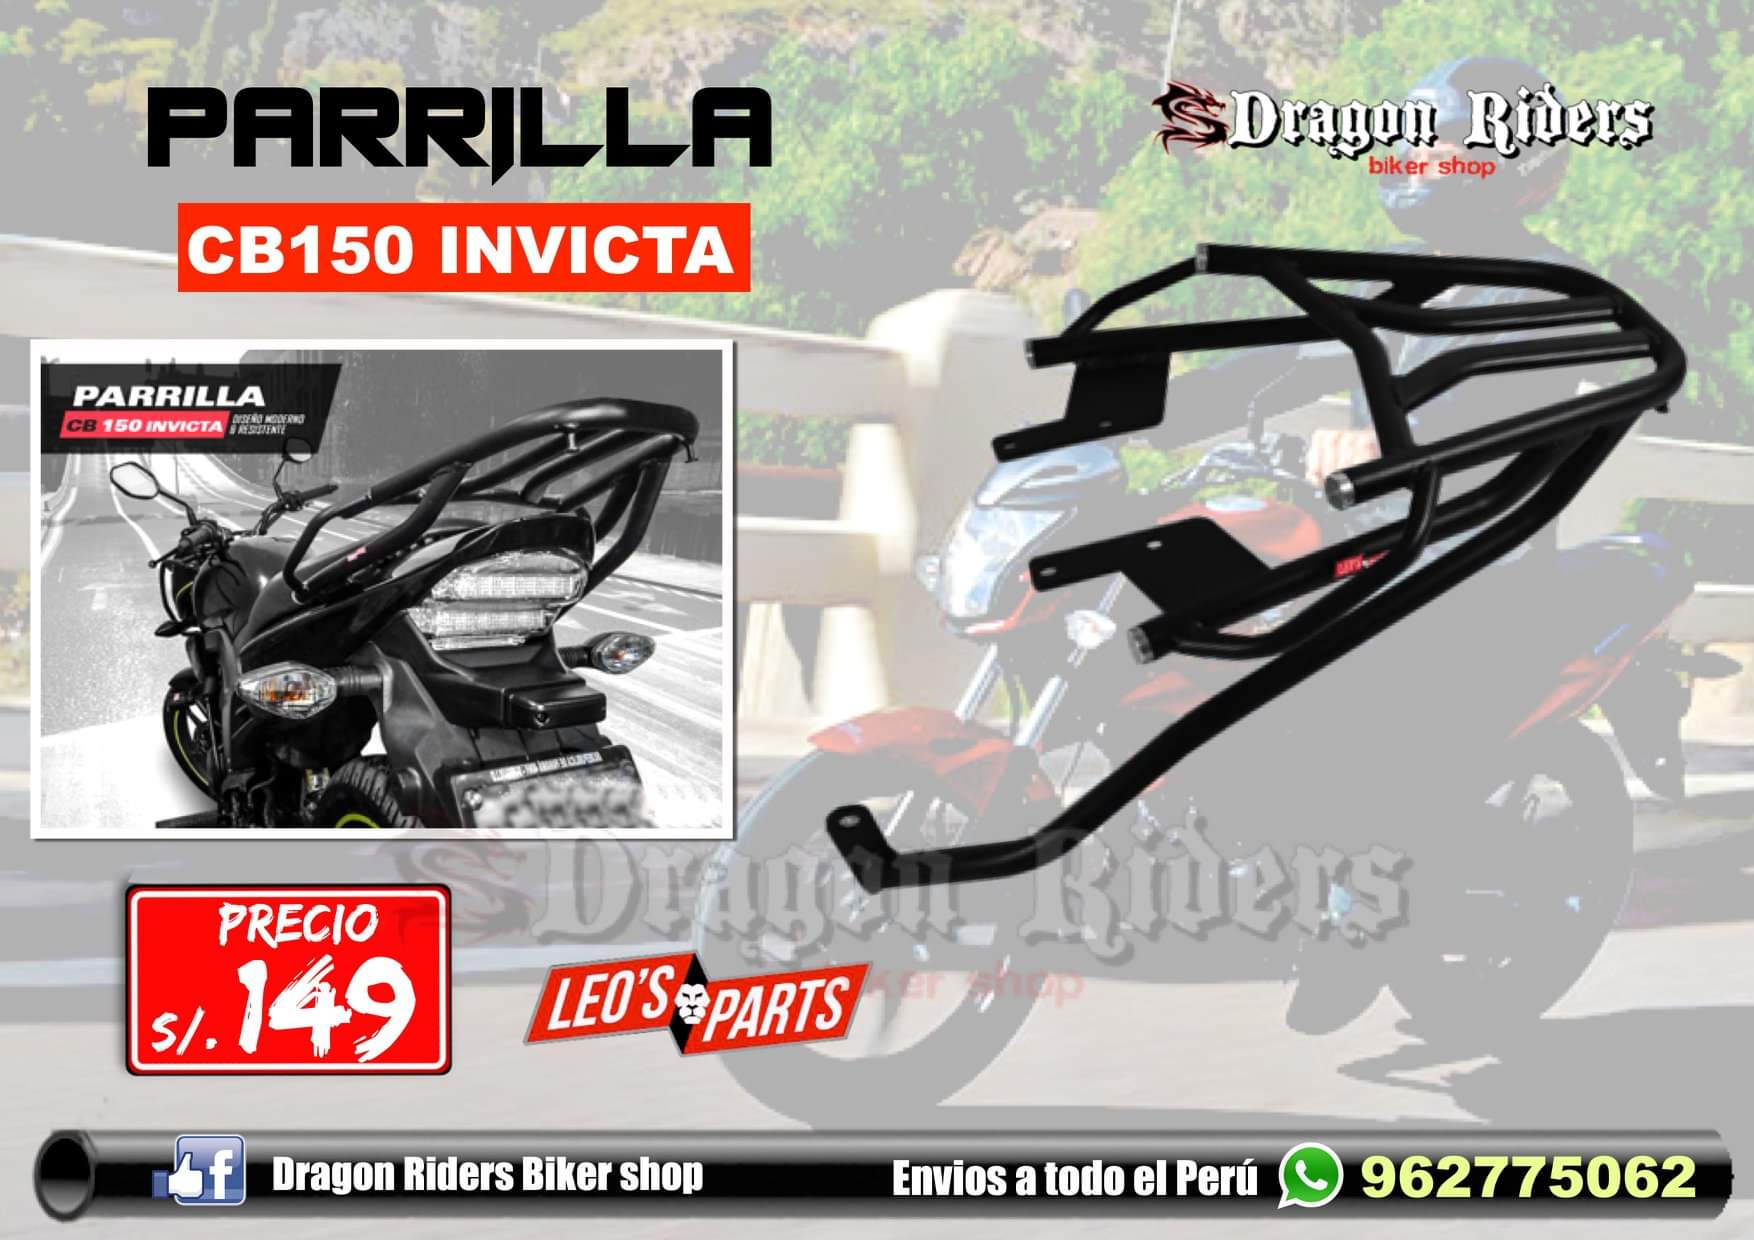 PARRILLA
CB150 INVICTA
Dragon Riders
biker shop
PARRILLA
CB 150 INVICTA
DISEÑO MODERNO
& RESISTENTE
Dragon Riders
biker shop
PRECIO
S/. 149
LEO'S PARTS
Dragon Riders Biker shop
Envios a todo el Perú
962775062